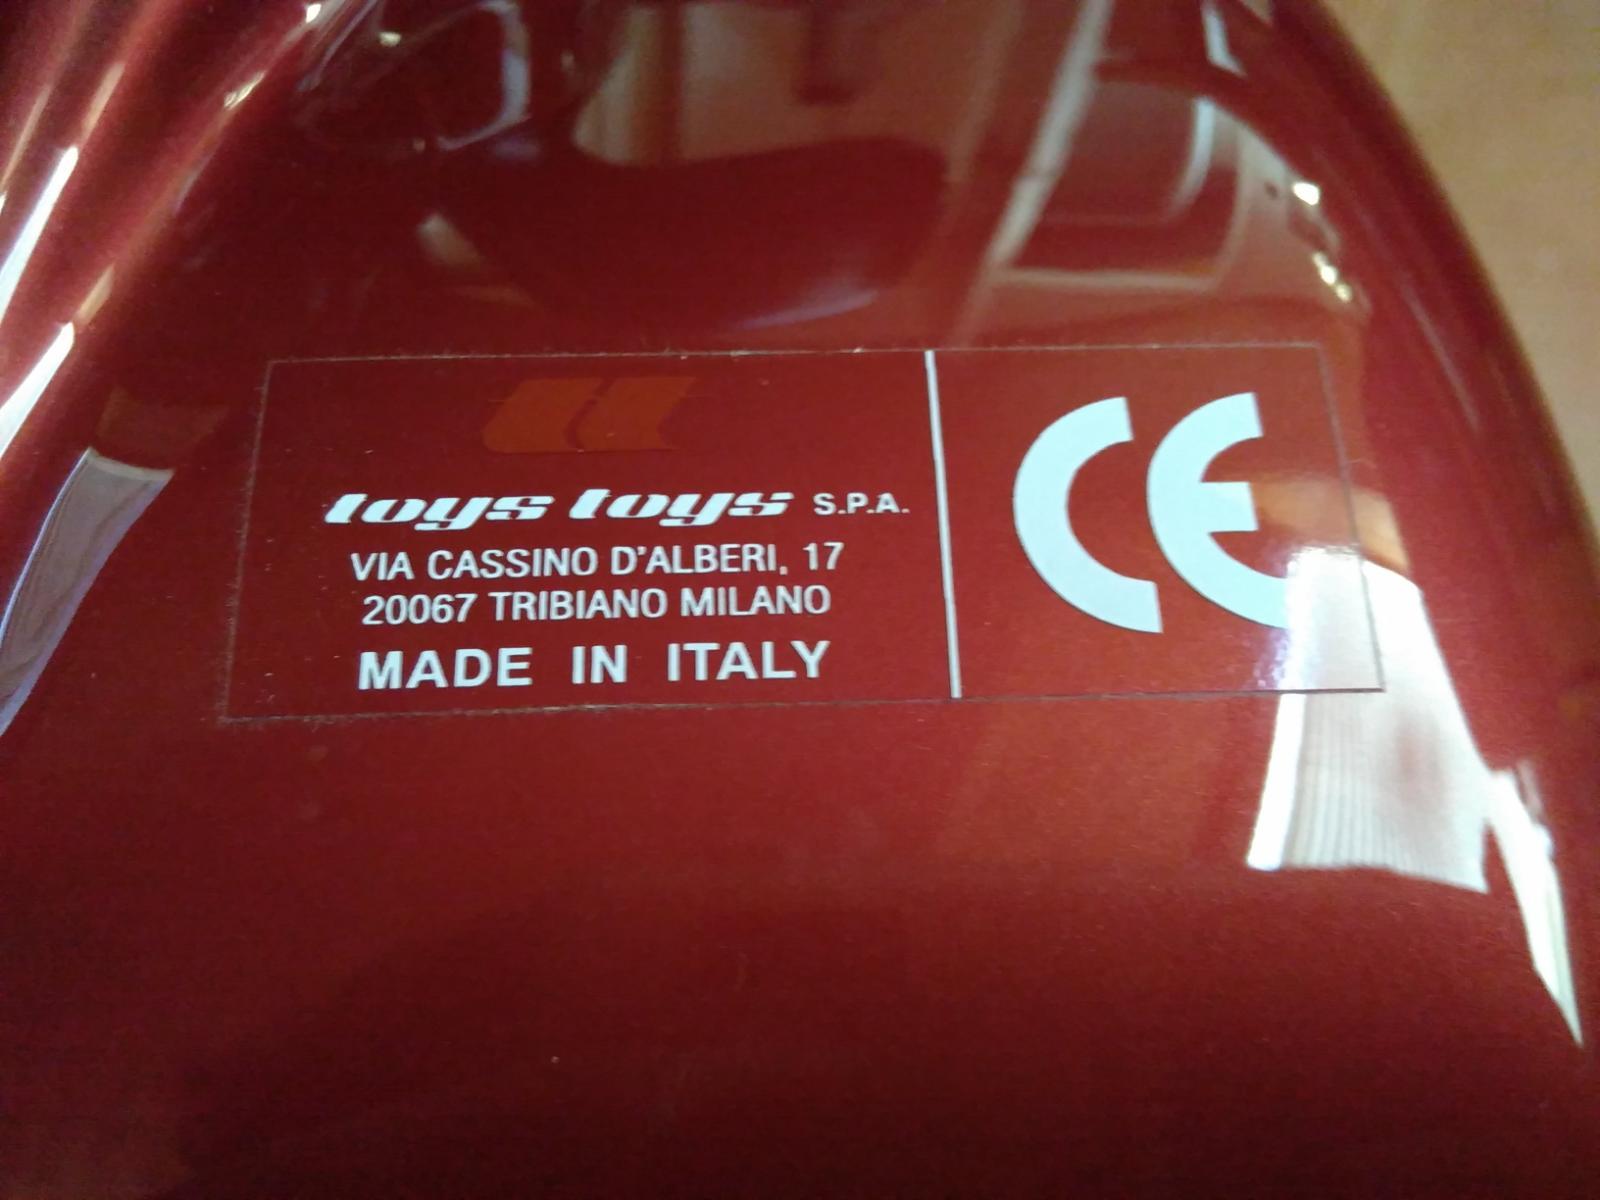 toys toys S.P.A.
VIA CASSINO D'ALBERI, 17
20067 TRIBIANO MILANO
MADE IN ITALY
CE